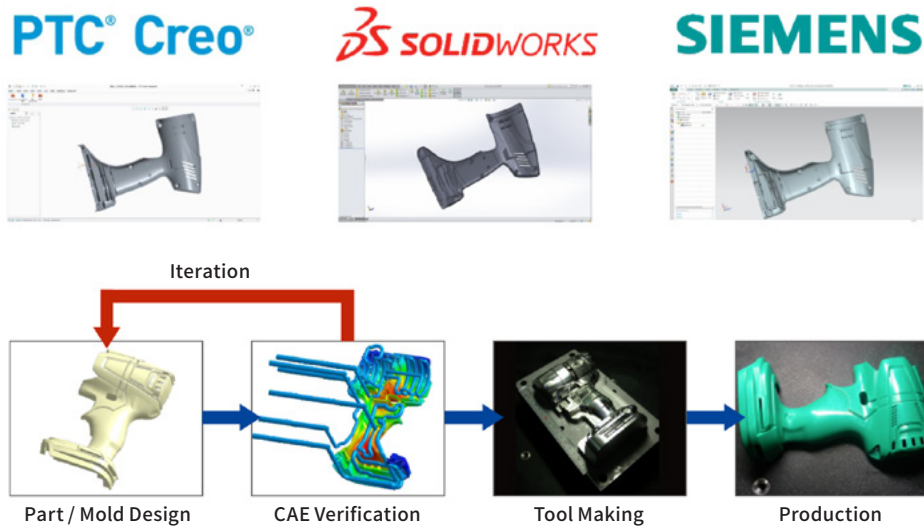 PTC® Creo®
SOLIDWORKS
SIEMENS
Iteration
Part / Mold Design
CAE Verification
Tool Making
Production